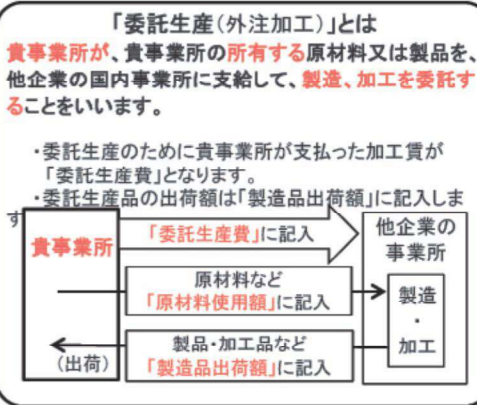 「委託生産(外注加工)」とは
貴事業所が、貴事業所の所有する原材料又は製品を、
他企業の国内事業所に支給して、製造、加工を委託す
ることをいいます。
・委託生産のために貴事業所が支払った加工賃が
「委託生産費」となります。
・委託生産品の出荷額は「製造品出荷額」に記入しま
す
貴事業所
「委託生産費」に記入
他企業の
事業所
原材料など
「原材料使用額」に記入
製造
・
加工
製品・加工品など
「製造品出荷額」に記入
(出荷)